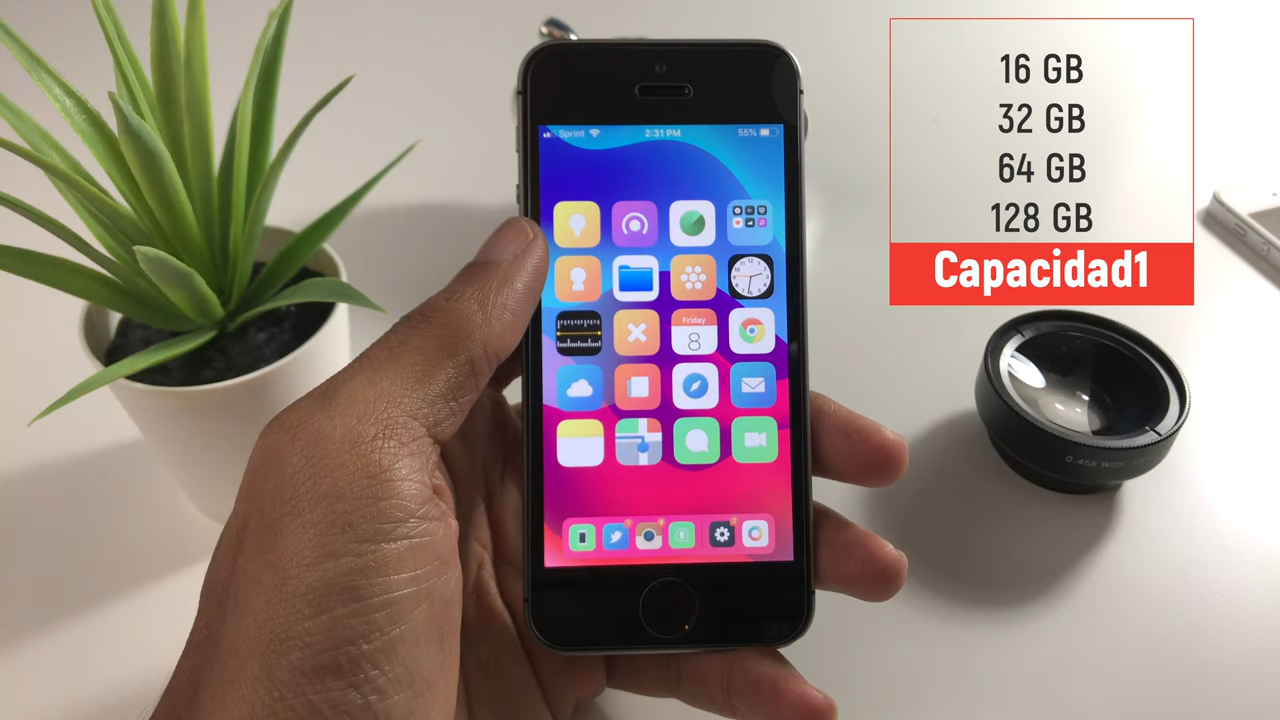 16 GB
32 GB
64 GB
128 GB
Capacidad1
Sprint 2:31 PM 55%
Friday
8
0.45X WIDE